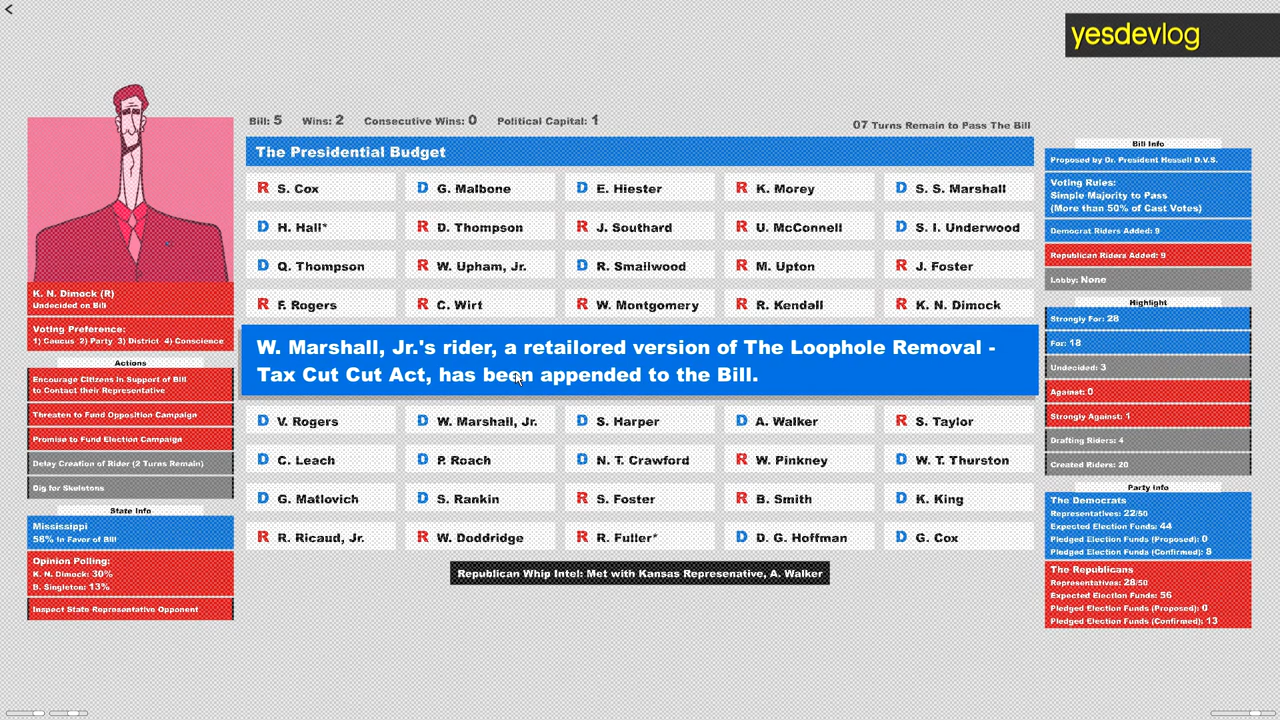 <
yesdevlog
Bill: 5 Wins: 2 Consecutive Wins: 0 Political Capital: 1
07 Turns Remain to Pass The Bill
The Presidential Budget
R S. Cox D G. Malbone D E. Hiester R K. Morey D S. S. Marshall
D H. Hall* R D. Thompson R J. Southard R U. McConnell D S. I. Underwood
D Q. Thompson R W. Upham, Jr. D R. Smallwood R M. Upton R J. Foster
R F. Rogers R C. Wirt R W. Montgomery R R. Kendall R K. N. Dimock
W. Marshall, Jr.'s rider, a retailored version of The Loophole Removal -
Tax Cut Cut Act, has been appended to the Bill.
D V. Rogers D W. Marshall, Jr. D S. Harper D A. Walker R S. Taylor
D C. Leach D P. Roach D N. T. Crawford R W. Pinkney D W. T. Thurston
D G. Matlovich D S. Rankin R S. Foster R B. Smith D K. King
R R. Ricaud, Jr. R W. Doddridge R R. Fuller* D D. G. Hoffman D G. Cox
Republican Whip Intel: Met with Kansas Represenative, A. Walker
K. N. Dimock (R)
Undecided on Bill
Voting Preference:
1) Caucus 2) Party 3) District 4) Conscience
Actions
Encourage Citizens in Support of Bill
to Contact their Representative
Threaten to Fund Opposition Campaign
Promise to Fund Election Campaign
Delay Creation of Rider (2 Turns Remain)
Dig for Skeletons
State Info
Mississippi
56% In Favor of Bill
Opinion Polling:
K. N. Dimock: 30%
B. Singleton: 13%
Inspect State Representative Opponent
Bill Info
Proposed by Dr. President Hessell D.V.S.
Voting Rules:
Simple Majority to Pass
(More than 50% of Cast Votes)
Democrat Riders Added: 9
Republican Riders Added: 9
Lobby: None
Highlight
Strongly For: 28
For: 18
Undecided: 3
Against: 0
Strongly Against: 1
Drafting Riders: 4
Created Riders: 20
Party Info
The Democrats
Representatives: 22/50
Expected Election Funds: 44
Pledged Election Funds (Proposed): 0
Pledged Election Funds (Confirmed): 8
The Republicans
Representatives: 28/50
Expected Election Funds: 56
Pledged Election Funds (Proposed): 0
Pledged Election Funds (Confirmed): 13